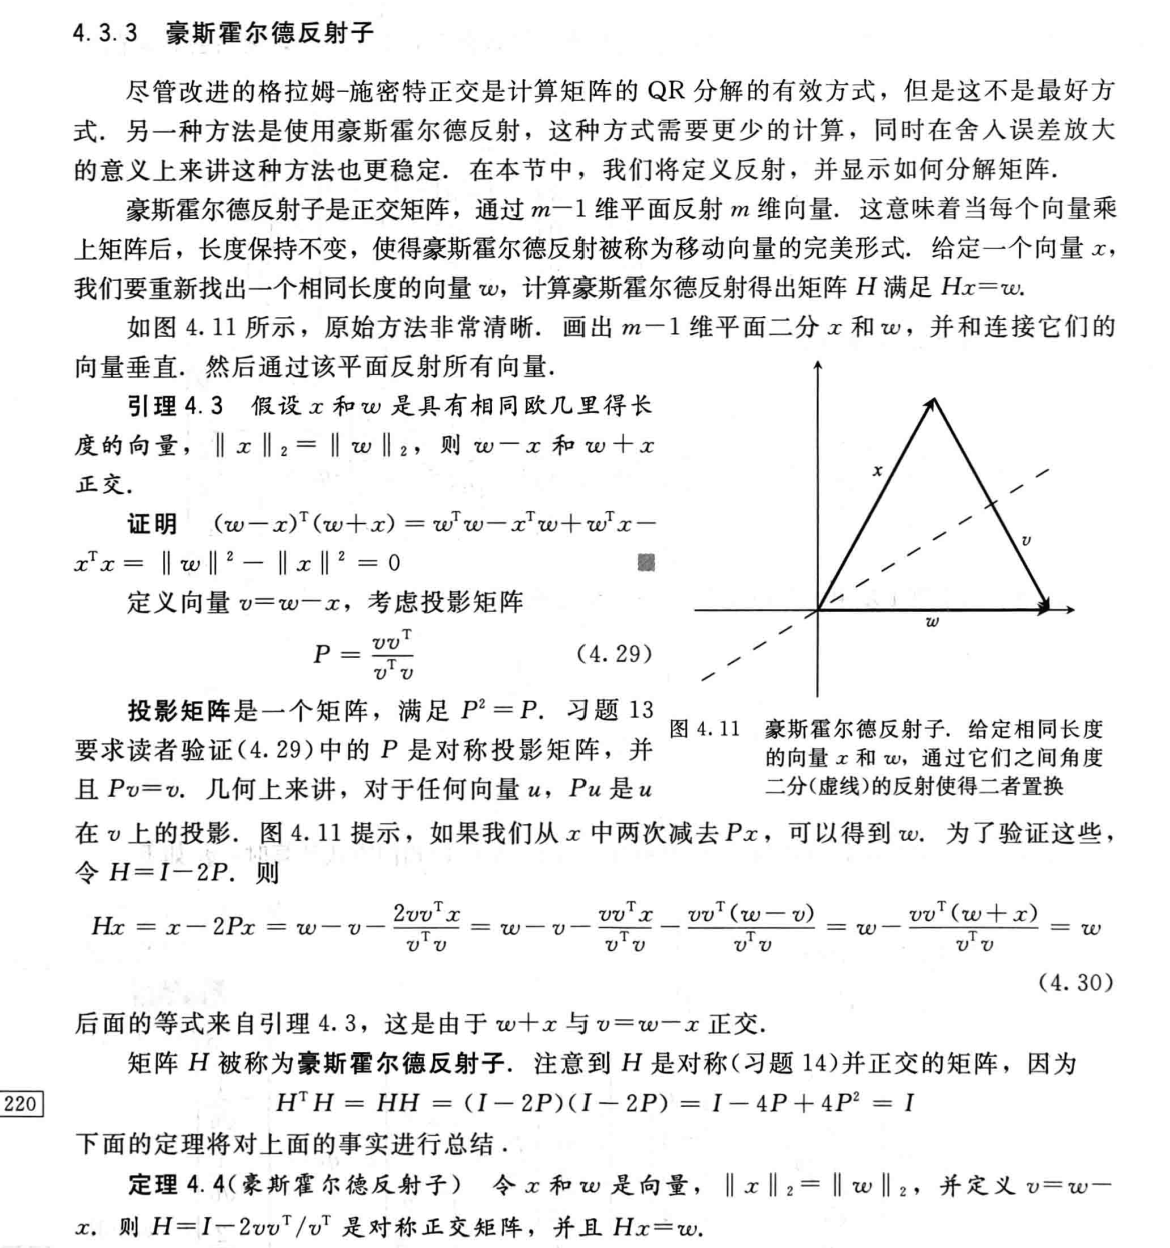 4.3.3 豪斯霍尔德反射子
尽管改进的格拉姆-施密特正交是计算矩阵的 QR 分解的有效方式，但是这不是最好方
式．另一种方法是使用豪斯霍尔德反射，这种方式需要更少的计算，同时在舍入误差放大
的意义上来讲这种方法也更稳定．在本节中，我们将定义反射，并显示如何分解矩阵．
豪斯霍尔德反射子是正交矩阵，通过 m−1 维平面反射 m 维向量．这意味着当每个向量乘
上矩阵后，长度保持不变，使得豪斯霍尔德反射被称为移动向量的完美形式．给定一个向量 x，
我们要重新找出一个相同长度的向量 w，计算豪斯霍尔德反射得出矩阵 H 满足 Hx=w.
如图 4.11 所示，原始方法非常清晰．画出 m−1 维平面二分 x 和 w，并和连接它们的
向量垂直．然后通过该平面反射所有向量．
引理 4.3 假设 x 和 w 是具有相同欧几里得长
度的向量，‖x‖₂=‖w‖₂，则 w−x 和 w+x
正交．
证明 (w−x)ᵀ(w+x)=wᵀw−xᵀw+wᵀx−
xᵀx=‖w‖²−‖x‖²=0 ■
定义向量 v=w−x，考虑投影矩阵
P = vvᵀ/vᵀv (4.29)
投影矩阵是一个矩阵，满足 P²=P．习题 13
要求读者验证(4.29)中的 P 是对称投影矩阵，并
且 Pv=v. 几何上来讲，对于任何向量 u，Pu 是 u
x
v
w
图 4.11 豪斯霍尔德反射子．给定相同长度
的向量 x 和 w，通过它们之间角度
二分(虚线)的反射使得二者置换
在 v 上的投影．图 4.11 提示，如果我们从 x 中两次减去 Px，可以得到 w. 为了验证这些，
令 H=I−2P. 则
Hx = x−2Px = w−v−2vvᵀx/vᵀv = w−v−vvᵀx/vᵀv−vvᵀ(w−v)/vᵀv = w−vvᵀ(w+x)/vᵀv = w
(4.30)
后面的等式来自引理 4.3，这是由于 w+x 与 v=w−x 正交．
矩阵 H 被称为豪斯霍尔德反射子．注意到 H 是对称(习题 14)并正交的矩阵，因为
220
HᵀH = HH = (I−2P)(I−2P) = I−4P+4P² = I
下面的定理将对上面的事实进行总结．
定理 4.4(豪斯霍尔德反射子) 令 x 和 w 是向量，‖x‖₂=‖w‖₂，并定义 v=w−
x. 则 H=I−2vvᵀ/vᵀ 是对称正交矩阵，并且 Hx=w.